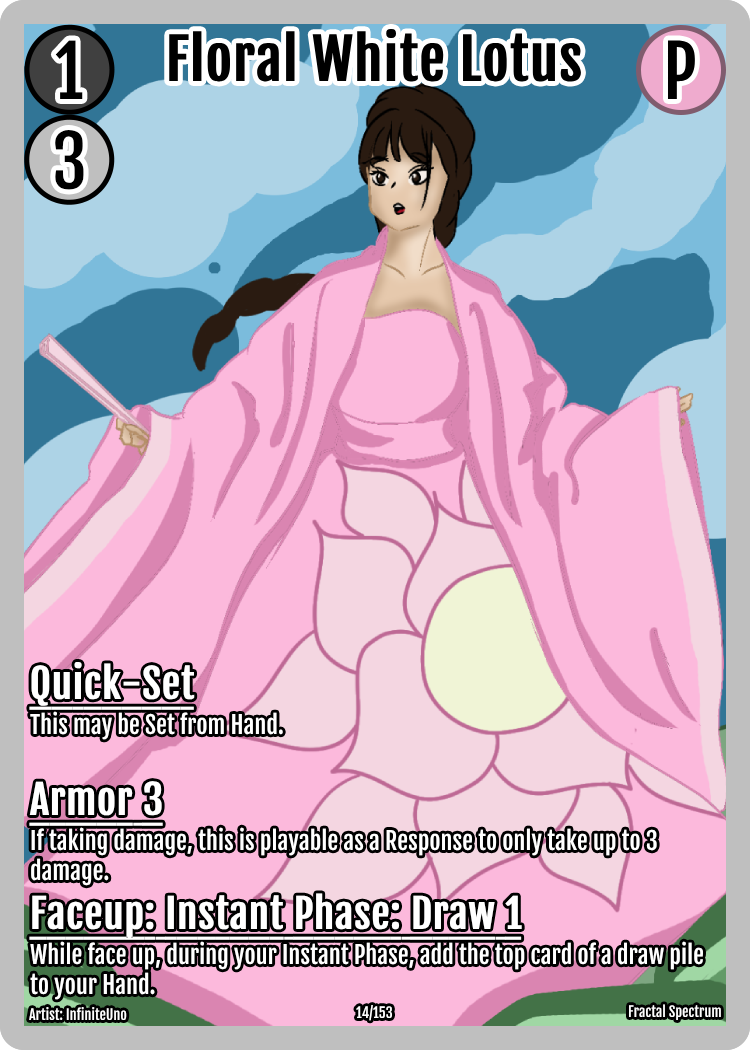 1
Floral White Lotus
P
3
Quick-Set
This may be Set from Hand.
Armor 3
If taking damage, this is playable as a Response to only take up to 3
damage.
Faceup: Instant Phase: Draw 1
While face up, during your Instant Phase, add the top card of a draw pile
to your Hand.
Artist: InfiniteUno
14/153
Fractal Spectrum